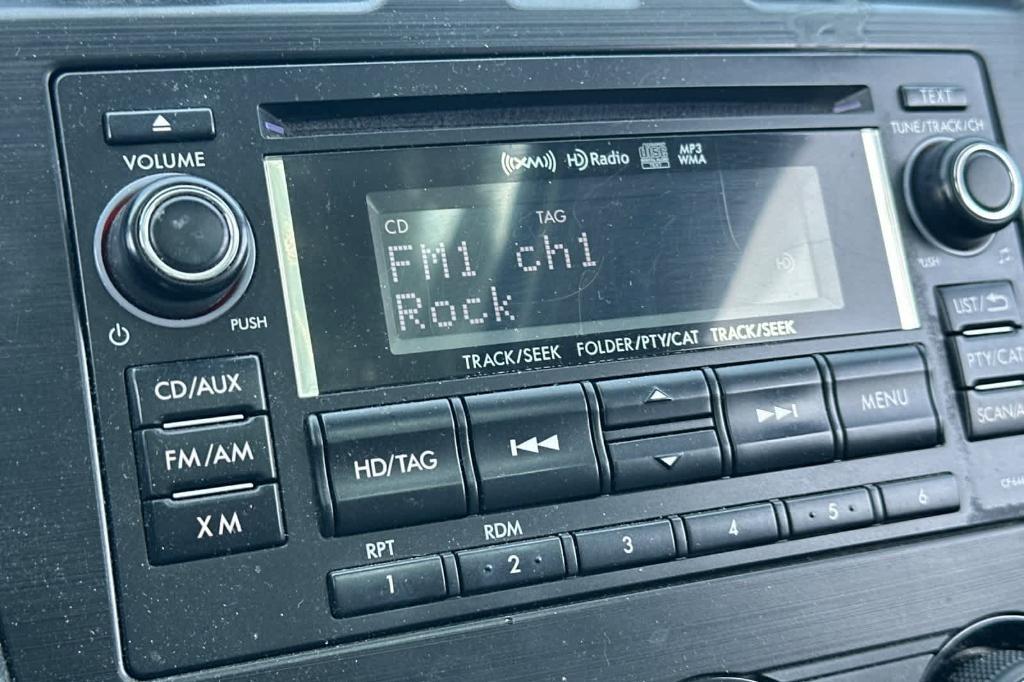 TEXT
VOLUME
TUNE/TRACK/CH
((XM)) HD Radio MP3
WMA
CD TAG
FM1 ch1
Rock
HD
PUSH
PUSH
TRACK/SEEK FOLDER/PTY/CAT TRACK/SEEK
LIST/
PTY/CAT
SCAN/A
CD/AUX
FM/AM
XM
HD/TAG
MENU
RPT RDM
1 2 3 4 5 6